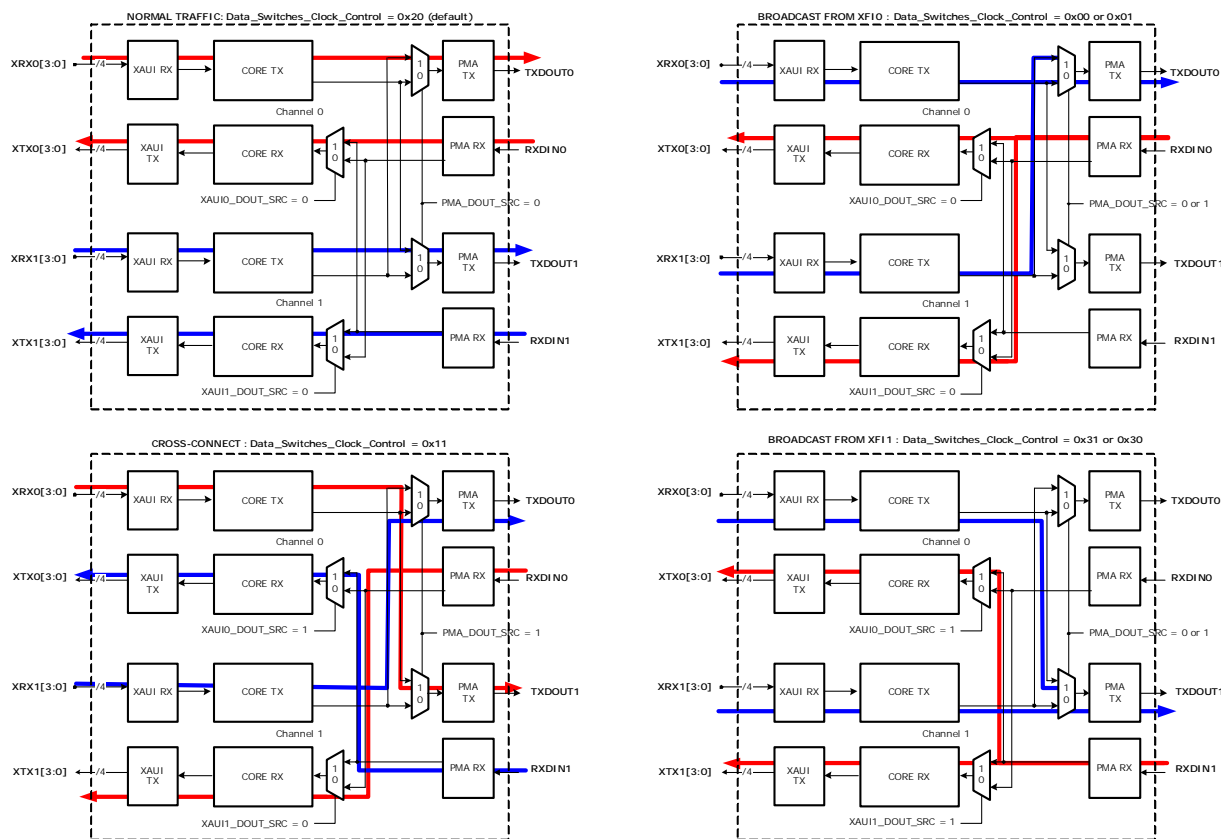 NORMAL TRAFFIC: Data_Switches_Clock_Control = 0x20 (default)
XRX0[3:0]
/4
XAUI RX
CORE TX
1
0
PMA
TX
TXDOUT0
Channel 0
XTX0[3:0]
/4
XAUI
TX
CORE RX
1
0
PMA RX
RXDIN0
XAUI0_DOUT_SRC = 0
PMA_DOUT_SRC = 0
XRX1[3:0]
/4
XAUI RX
CORE TX
1
0
PMA
TX
TXDOUT1
Channel 1
XTX1[3:0]
/4
XAUI
TX
CORE RX
1
0
PMA RX
RXDIN1
XAUI1_DOUT_SRC = 0
BROADCAST FROM XFI0 : Data_Switches_Clock_Control = 0x00 or 0x01
XRX0[3:0]
/4
XAUI RX
CORE TX
1
0
PMA
TX
TXDOUT0
Channel 0
XTX0[3:0]
/4
XAUI
TX
CORE RX
1
0
PMA RX
RXDIN0
XAUI0_DOUT_SRC = 0
PMA_DOUT_SRC = 0 or 1
XRX1[3:0]
/4
XAUI RX
CORE TX
1
0
PMA
TX
TXDOUT1
Channel 1
XTX1[3:0]
/4
XAUI
TX
CORE RX
1
0
PMA RX
RXDIN1
XAUI1_DOUT_SRC = 0
CROSS-CONNECT : Data_Switches_Clock_Control = 0x11
XRX0[3:0]
/4
XAUI RX
CORE TX
1
0
PMA
TX
TXDOUT0
Channel 0
XTX0[3:0]
/4
XAUI
TX
CORE RX
1
0
PMA RX
RXDIN0
XAUI0_DOUT_SRC = 1
PMA_DOUT_SRC = 1
XRX1[3:0]
/4
XAUI RX
CORE TX
1
0
PMA
TX
TXDOUT1
Channel 1
XTX1[3:0]
/4
XAUI
TX
CORE RX
1
0
PMA RX
RXDIN1
XAUI1_DOUT_SRC = 0
BROADCAST FROM XFI1 : Data_Switches_Clock_Control = 0x31 or 0x30
XRX0[3:0]
/4
XAUI RX
CORE TX
1
0
PMA
TX
TXDOUT0
Channel 0
XTX0[3:0]
/4
XAUI
TX
CORE RX
1
0
PMA RX
RXDIN0
XAUI0_DOUT_SRC = 1
PMA_DOUT_SRC = 0 or 1
XRX1[3:0]
/4
XAUI RX
CORE TX
1
0
PMA
TX
TXDOUT1
Channel 1
XTX1[3:0]
/4
XAUI
TX
CORE RX
1
0
PMA RX
RXDIN1
XAUI1_DOUT_SRC = 1